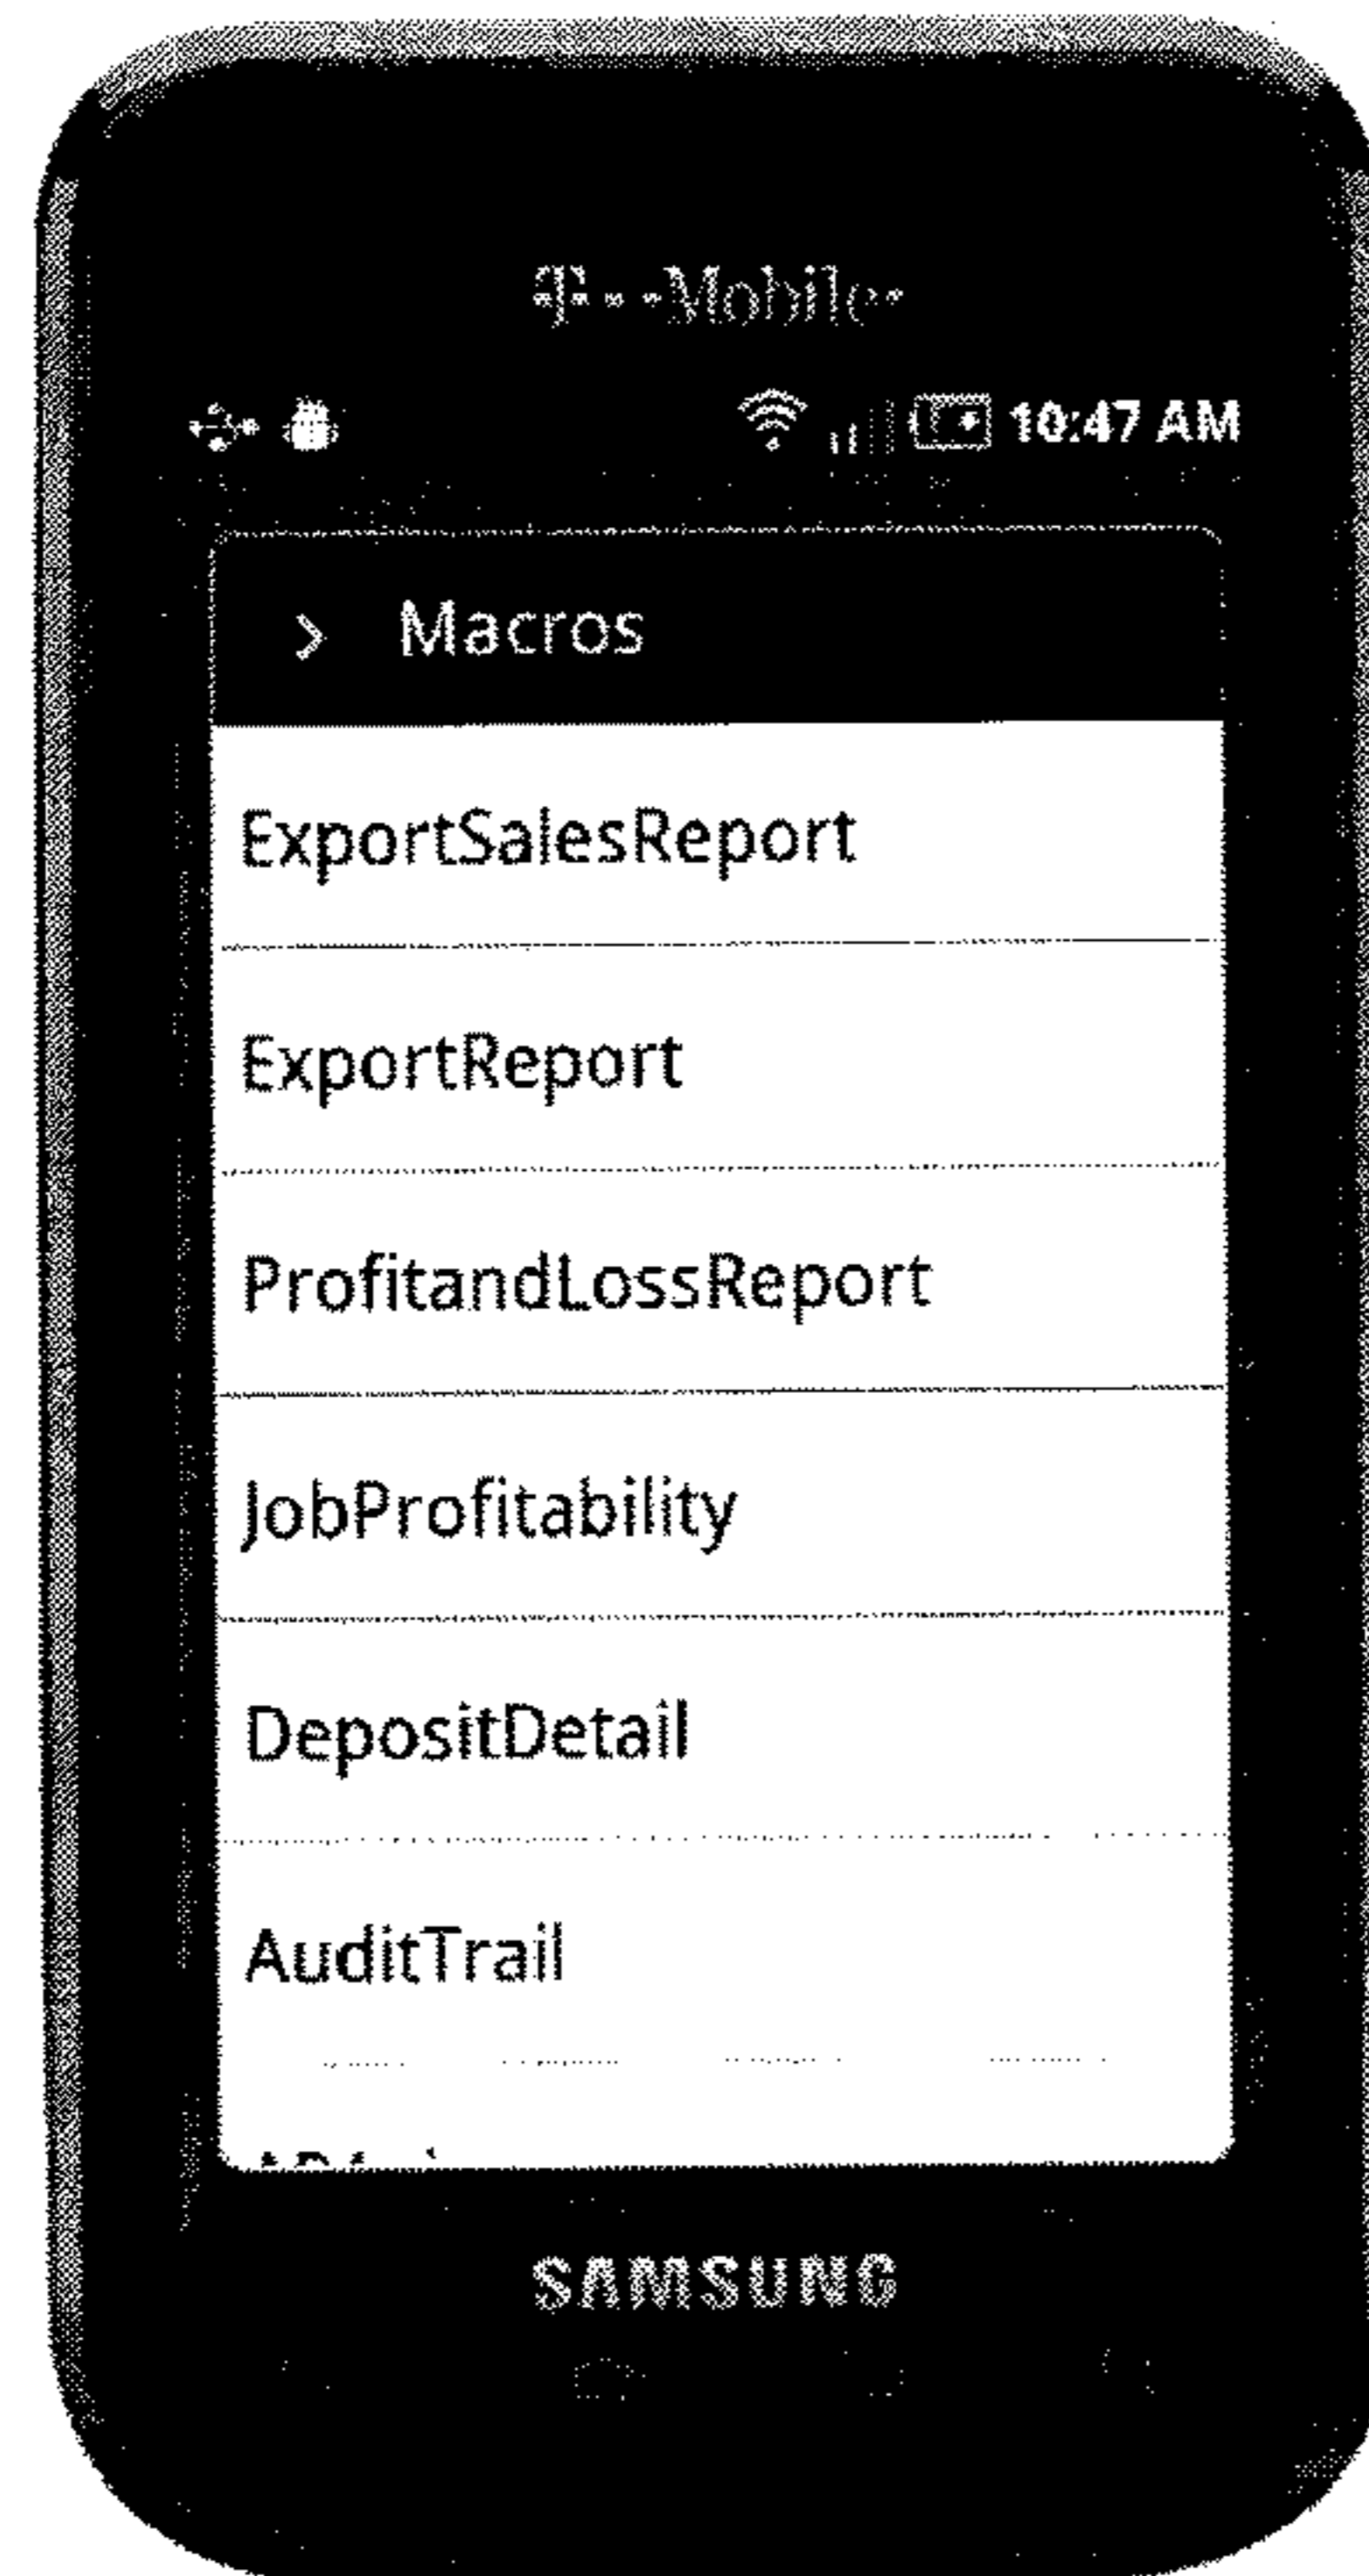 T-Mobile
10:47 AM
Macros
ExportSalesReport
ExportReport
ProfitandLossReport
JobProfitability
DepositDetail
AuditTrail
SAMSUNG